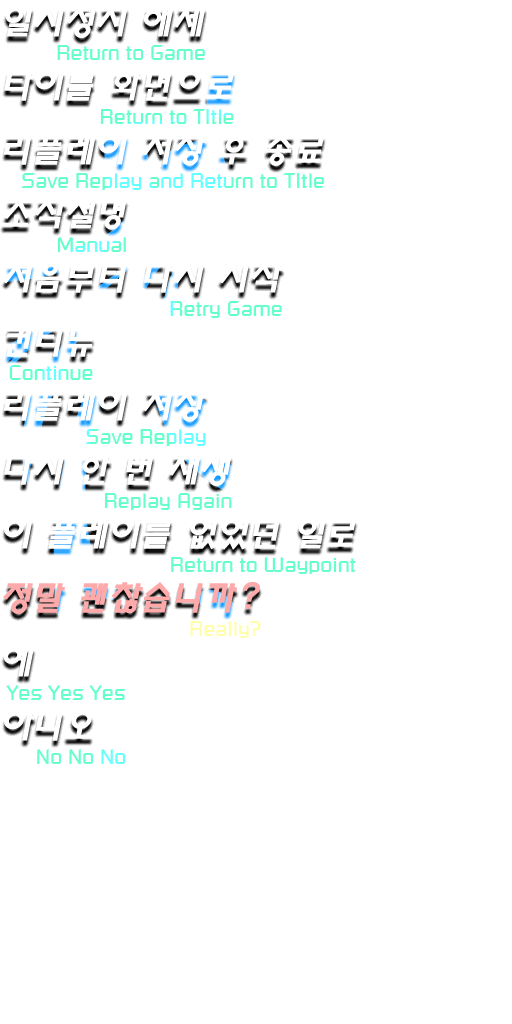 일시정지 해제
Return to Game
타이틀 화면으로
Return to Title
리플레이 저장 후 종료
Save Replay and Return to Title
조작설명
Manual
처음부터 다시 시작
Retry Game
컨티뉴
Continue
리플레이 저장
Save Replay
다시 한 번 재생
Replay Again
이 플레이를 없었던 일로
Return to Waypoint
정말 괜찮습니까?
Really?
예
Yes Yes Yes
아니오
No No No